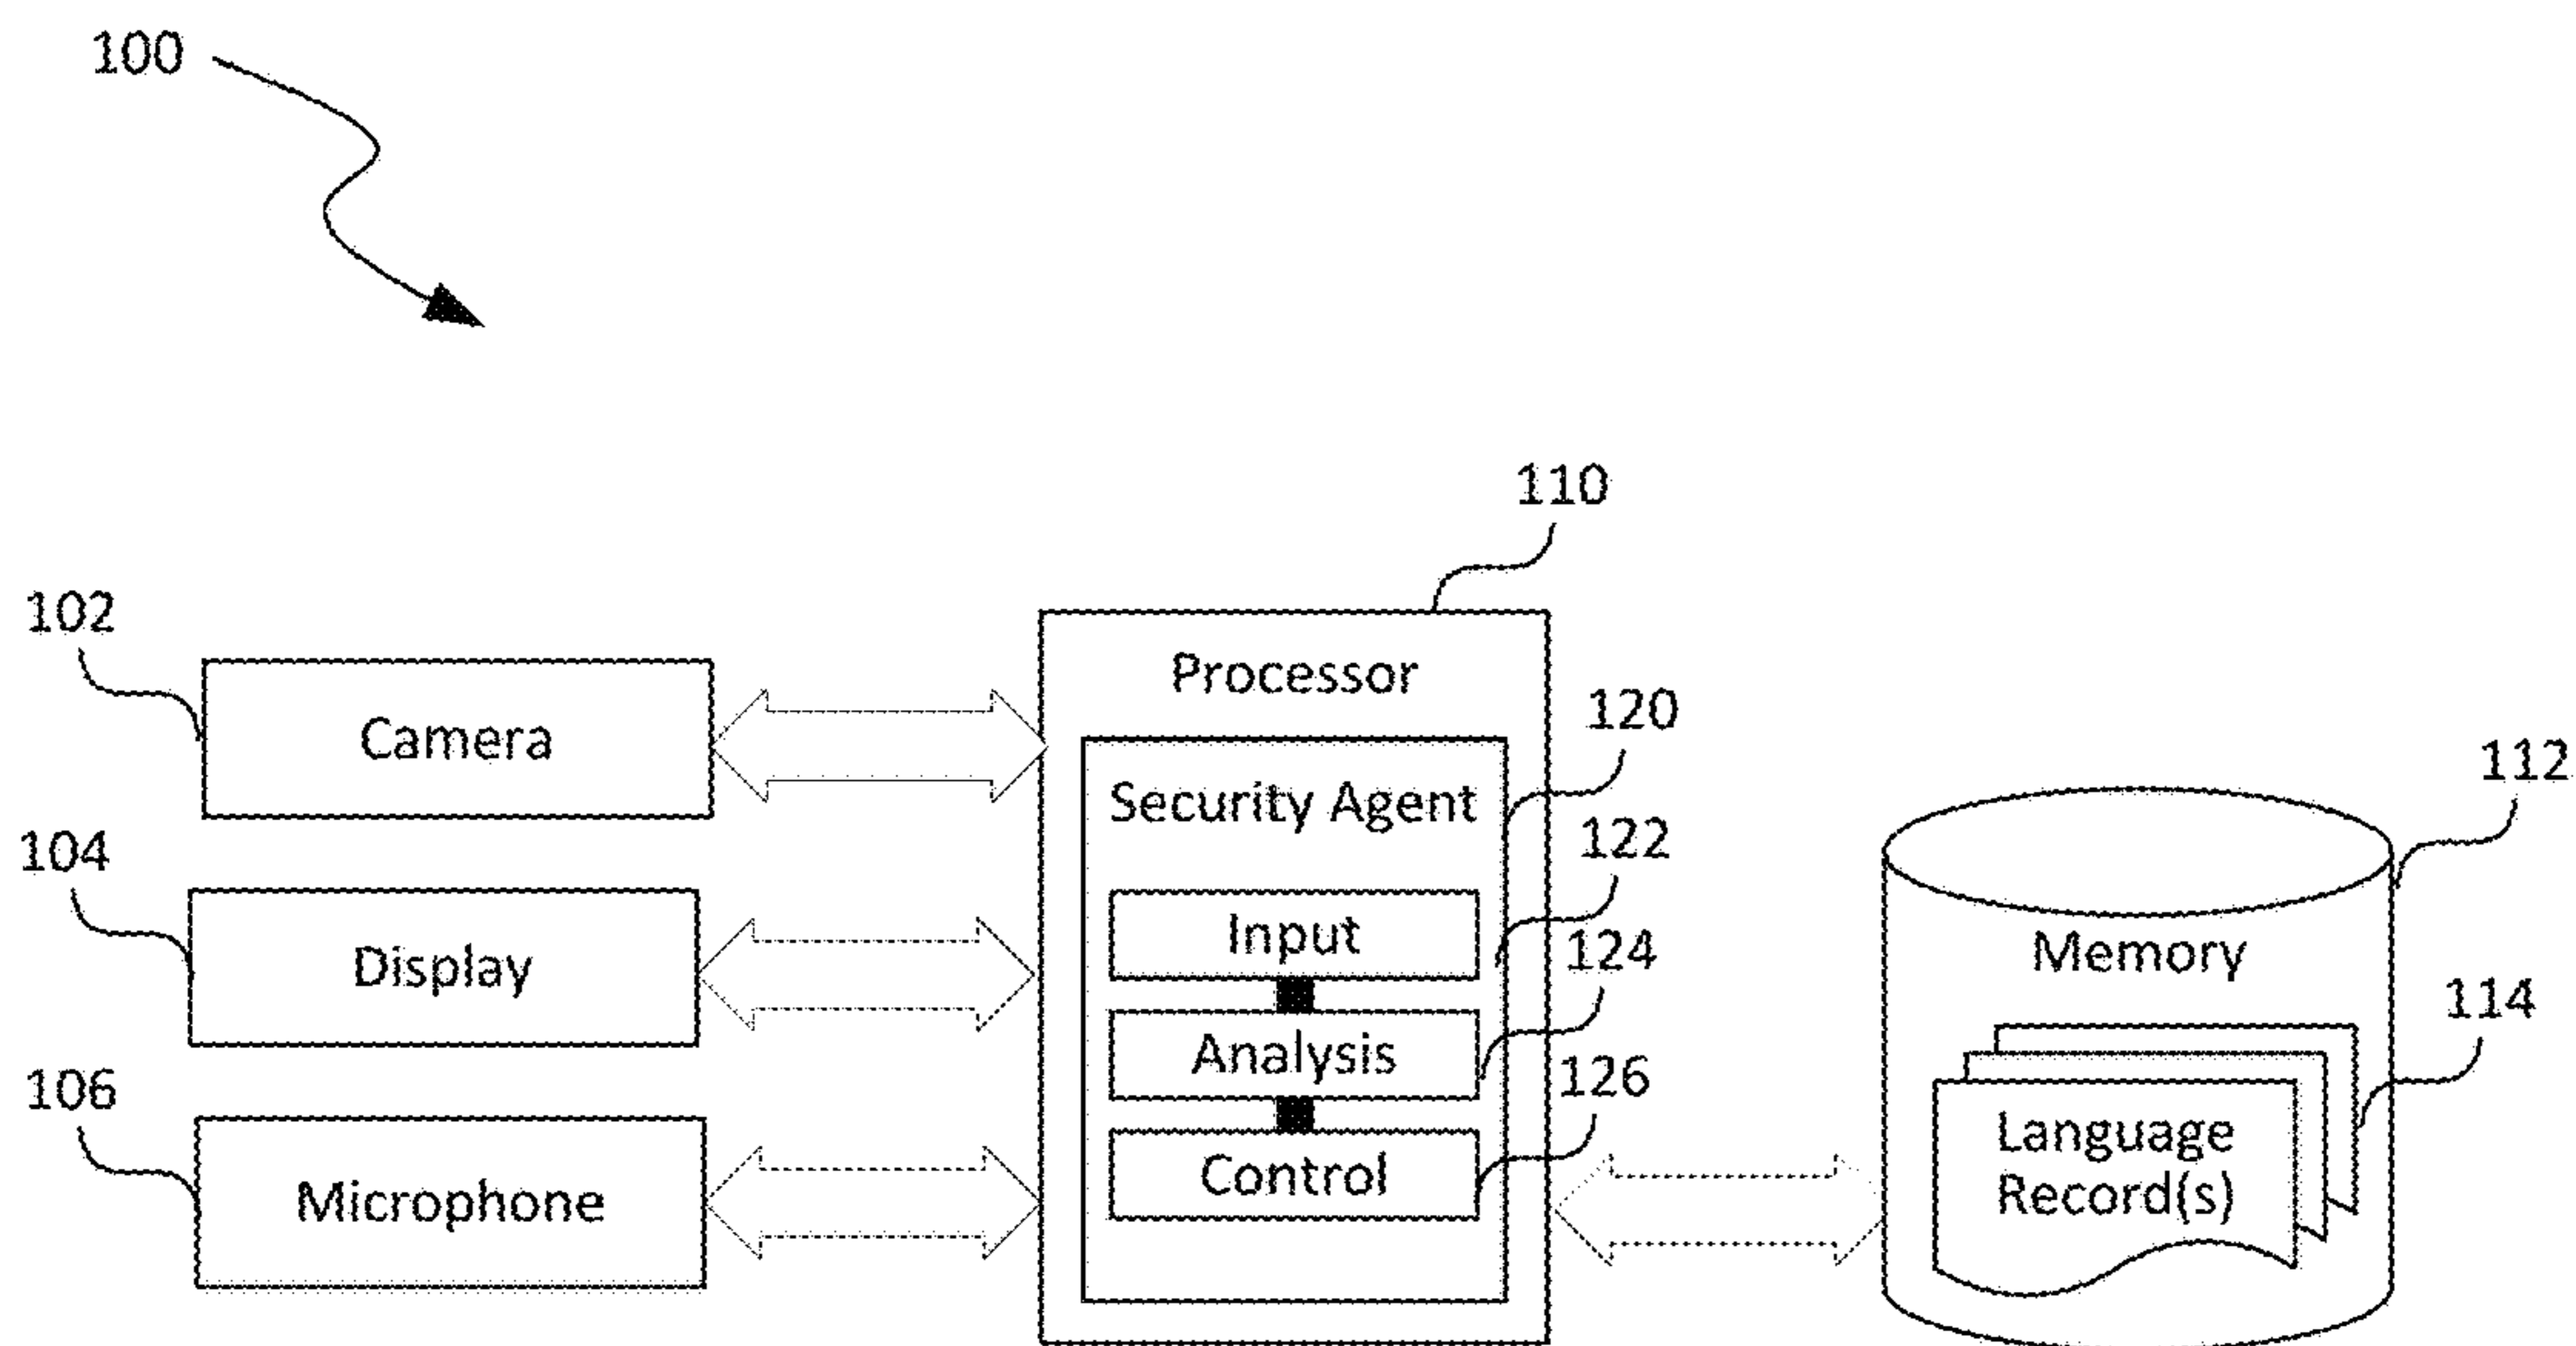 100
110
102
Processor
120
Camera
Security Agent
112
122
104
Input
124
Memory
Display
114
Analysis
126
106
Language
Record(s)
Control
Microphone